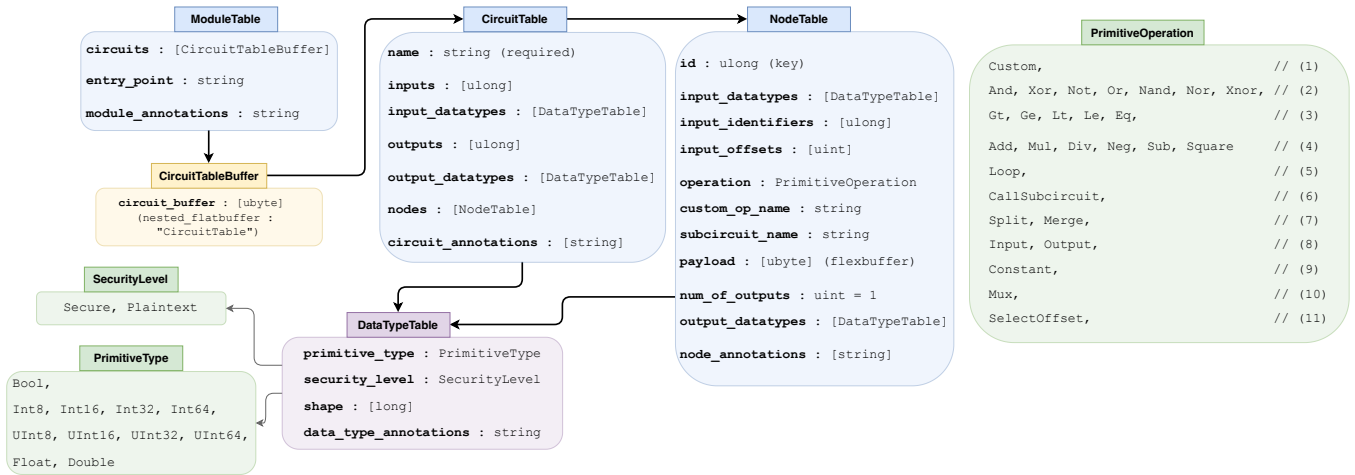 ModuleTable
circuits : [CircuitTableBuffer]
entry_point : string
module_annotations : string
CircuitTableBuffer
circuit_buffer : [ubyte]
(nested_flatbuffer :
"CircuitTable")
CircuitTable
name : string (required)
inputs : [ulong]
input_datatypes : [DataTypeTable]
outputs : [ulong]
output_datatypes : [DataTypeTable]
nodes : [NodeTable]
circuit_annotations : [string]
NodeTable
id : ulong (key)
input_datatypes : [DataTypeTable]
input_identifiers : [ulong]
input_offsets : [uint]
operation : PrimitiveOperation
custom_op_name : string
subcircuit_name : string
payload : [ubyte] (flexbuffer)
num_of_outputs : uint = 1
output_datatypes : [DataTypeTable]
node_annotations : [string]
PrimitiveOperation
Custom, // (1)
And, Xor, Not, Or, Nand, Nor, Xnor, // (2)
Gt, Ge, Lt, Le, Eq, // (3)
Add, Mul, Div, Neg, Sub, Square // (4)
Loop, // (5)
CallSubcircuit, // (6)
Split, Merge, // (7)
Input, Output, // (8)
Constant, // (9)
Mux, // (10)
SelectOffset, // (11)
SecurityLevel
Secure, Plaintext
PrimitiveType
Bool,
Int8, Int16, Int32, Int64,
UInt8, UInt16, UInt32, UInt64,
Float, Double
DataTypeTable
primitive_type : PrimitiveType
security_level : SecurityLevel
shape : [long]
data_type_annotations : string